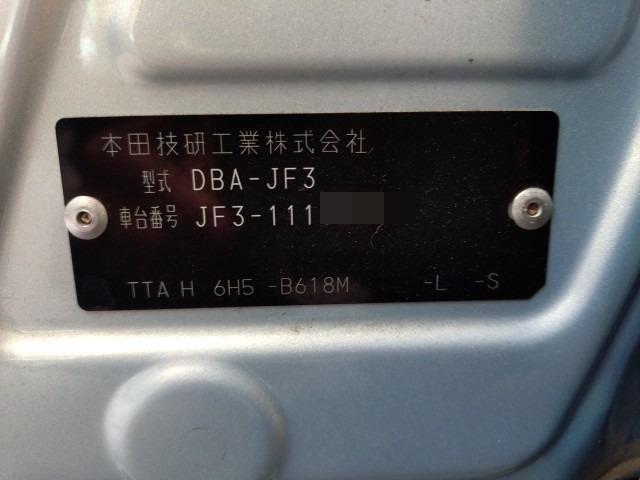 本田技研工業株式会社
型式 DBA-JF3
車台番号 JF3-111
TTA H 6H5 -B618M -L -S